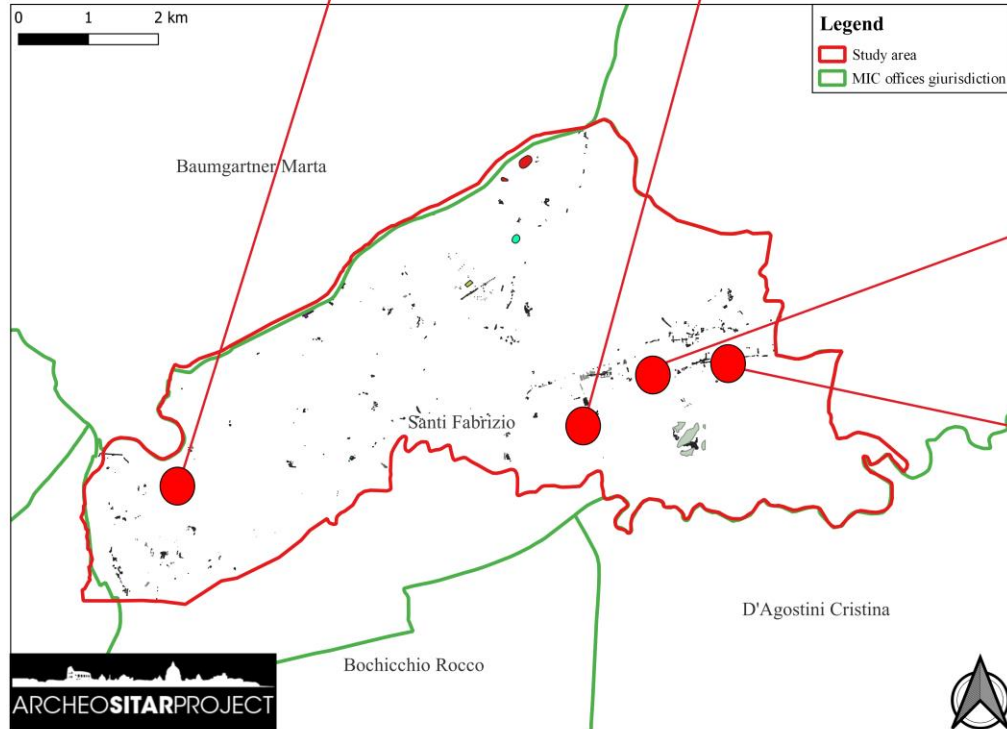 0 1 2 km
Legend
Study area
MIC offices giurisdiction
Baumgartner Marta
Santi Fabrizio
D'Agostini Cristina
Bochicchio Rocco
ARCHEOSITARPROJECT